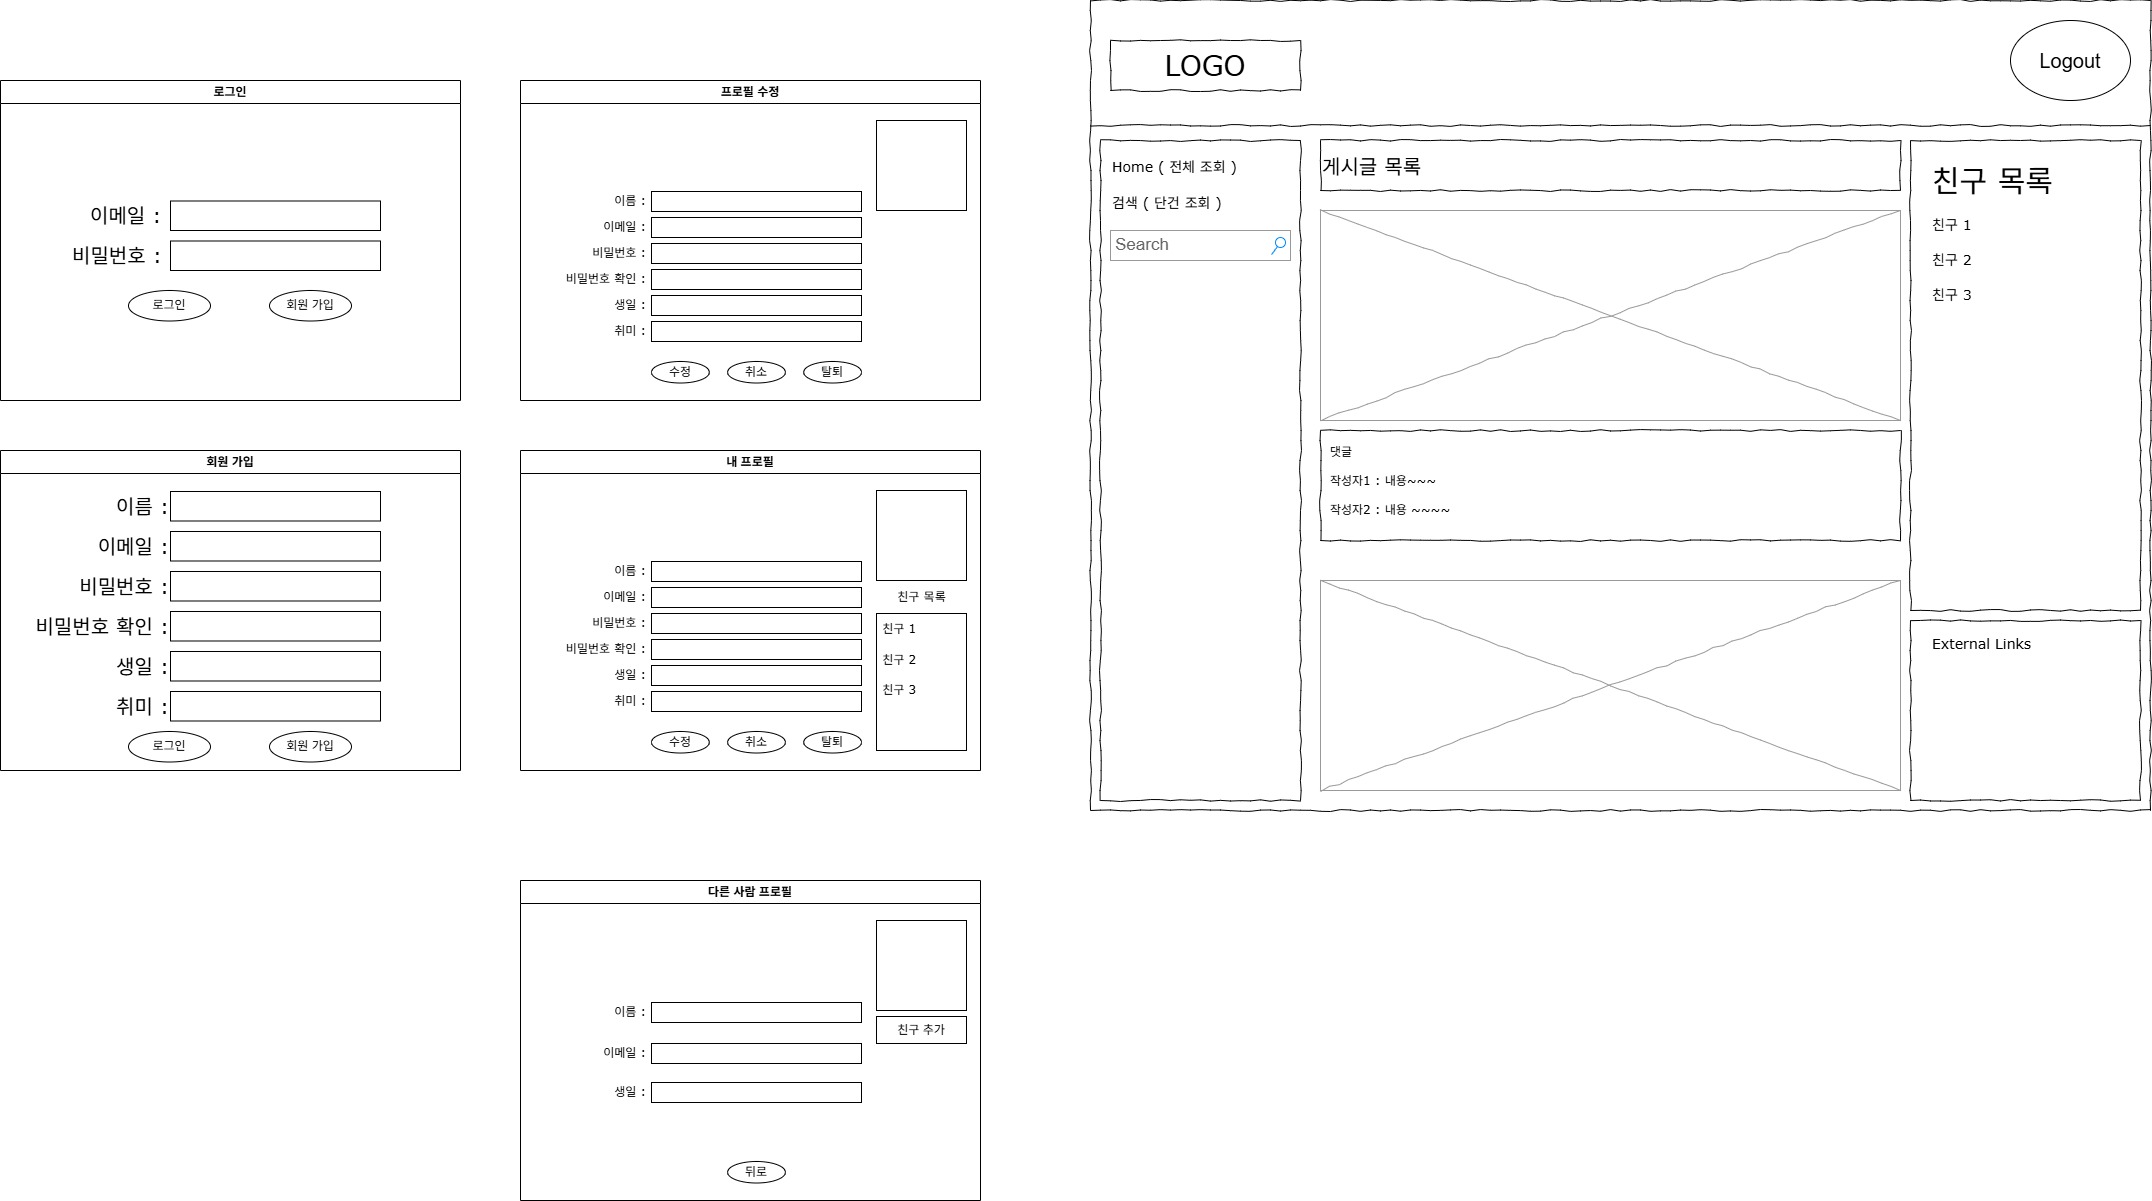 로그인
이메일 :
비밀번호 :
로그인
회원 가입
회원 가입
이름 :
이메일 :
비밀번호 :
비밀번호 확인 :
생일 :
취미 :
로그인
회원 가입
프로필 수정
이름 :
이메일 :
비밀번호 :
비밀번호 확인 :
생일 :
취미 :
수정
취소
탈퇴
내 프로필
이름 :
이메일 :
비밀번호 :
비밀번호 확인 :
생일 :
취미 :
수정
취소
탈퇴
친구 목록
친구 1
친구 2
친구 3
다른 사람 프로필
이름 :
이메일 :
생일 :
친구 추가
뒤로
LOGO
Logout
Home ( 전체 조회 )
검색 ( 단건 조회 )
Search
게시글 목록
댓글
작성자1 : 내용~~~
작성자2 : 내용 ~~~~
친구 목록
친구 1
친구 2
친구 3
External Links